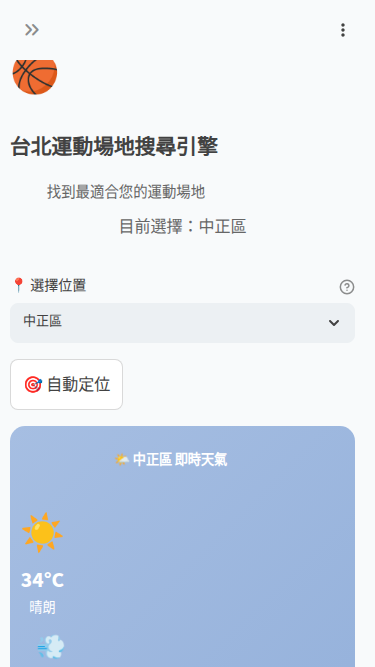 台北運動場地搜尋引擎
找到最適合您的運動場地
目前選擇：中正區
📍 選擇位置
中正區
🎯 自動定位
🌤️ 中正區 即時天氣
34°C
晴朗